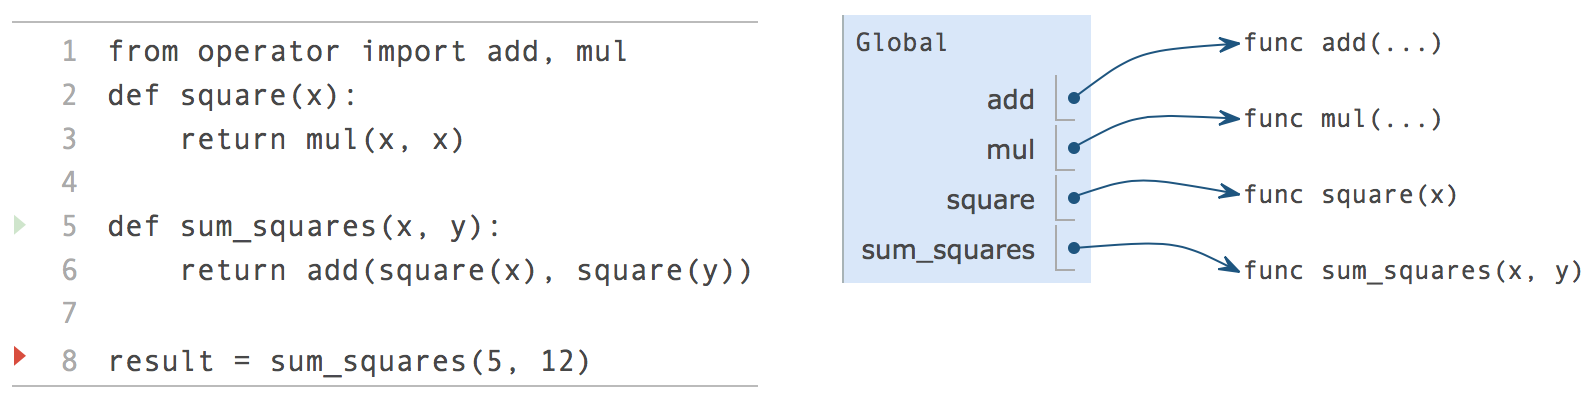 1 from operator import add, mul
2 def square(x):
3     return mul(x, x)
4
5 def sum_squares(x, y):
6     return add(square(x), square(y))
7
8 result = sum_squares(5, 12)
Global
add
mul
square
sum_squares
func add(...)
func mul(...)
func square(x)
func sum_squares(x, y)